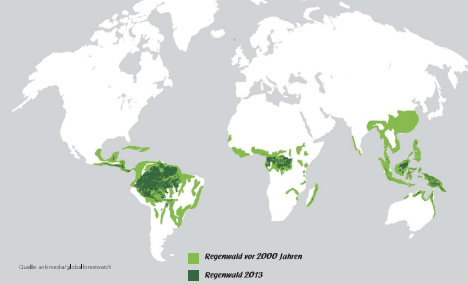 Regenwald vor 2000 Jahren
Quelle: wikimedia/globalforestwatch
Regenwald 2013